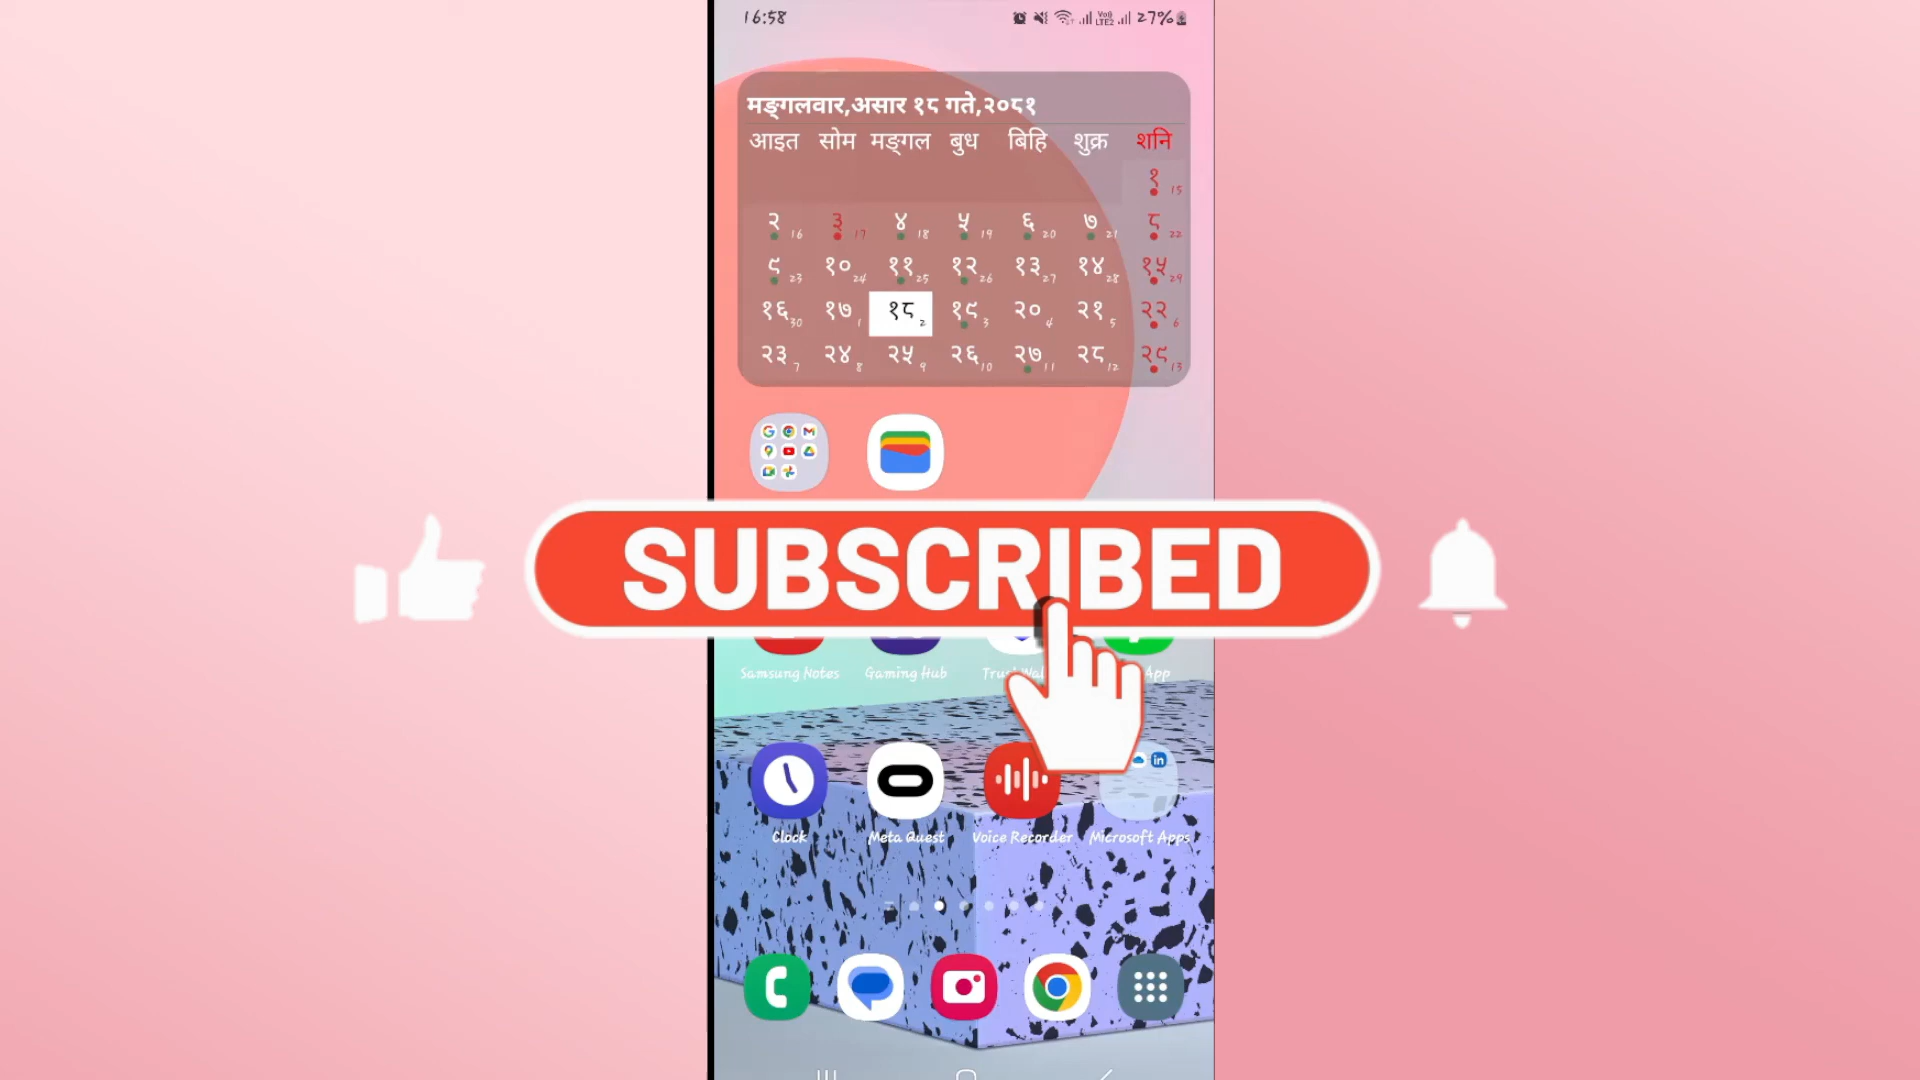 16:58 Vo9 LTE2 27%
मङ्गलवार,असार १८ गते,२०८१
आइत सोम मङ्गल बुध बिहि शुक्र शनि
१ 15
२ 16 ३ 17 ४ 18 ५ 19 ६ 20 ७ 21 ८ 22
९ 23 १० 24 ११ 25 १२ 26 १३ 27 १४ 28 १५ 29
१६ 30 १७ 1 १८ 2 १९ 3 २० 4 २१ 5 २२ 6
२३ 7 २४ 8 २५ 9 २६ 10 २७ 11 २८ 12 २९ 13
SUBSCRIBED
Samsung Notes Gaming Hub App
in
Clock Meta Quest Voice Recorder Microsoft Apps